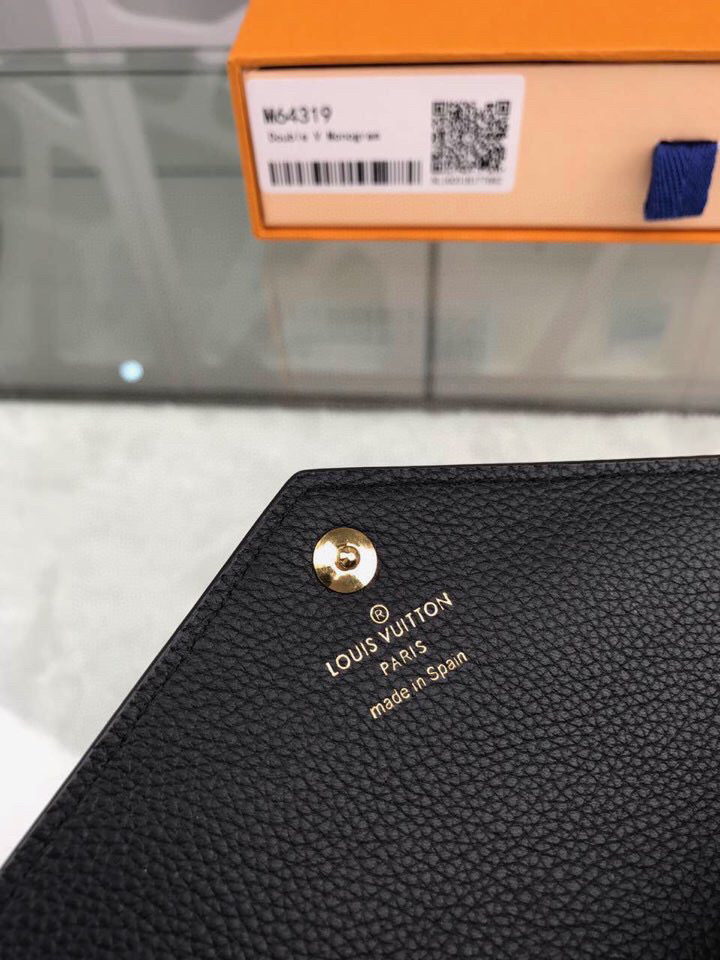 M64319
Double V Monogram
®
LOUIS VUITTON
PARIS
made in Spain